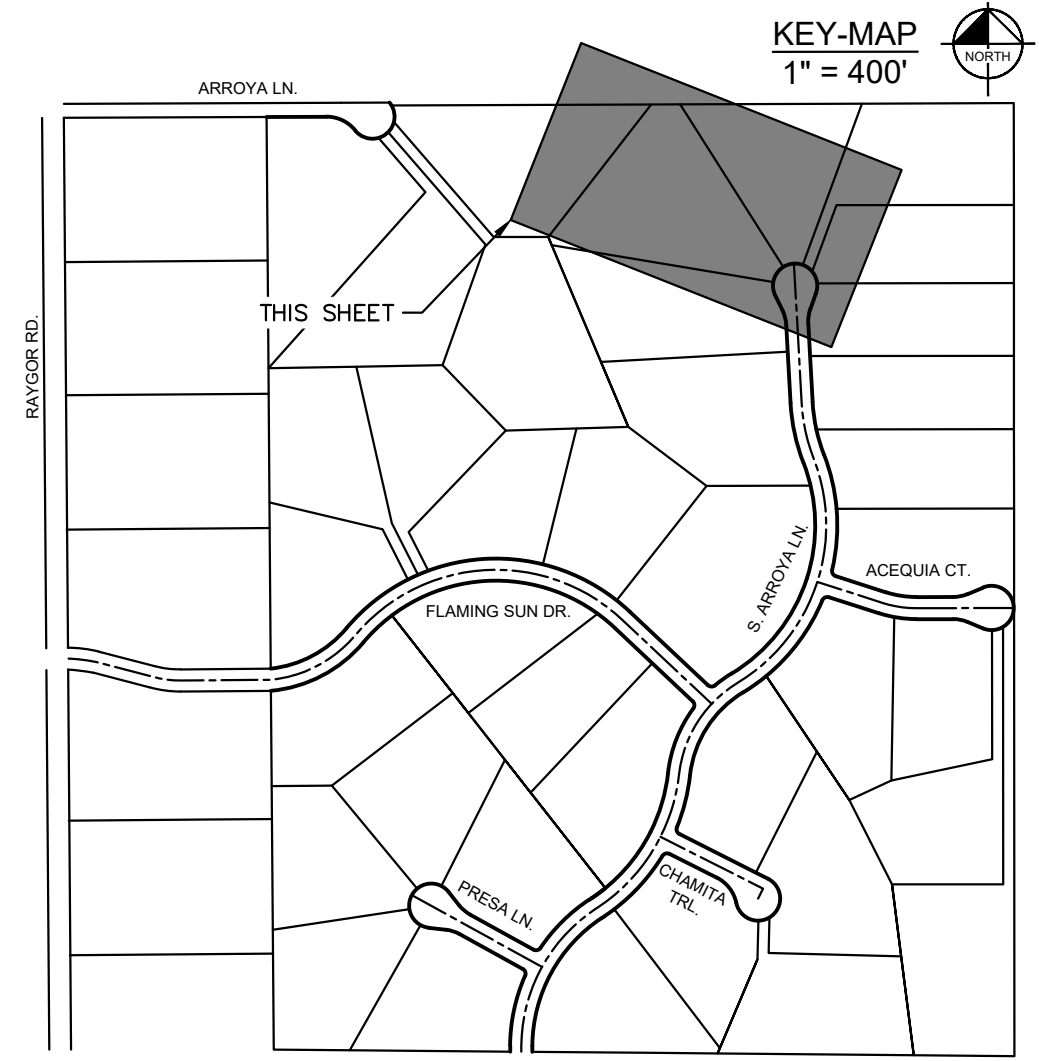 KEY-MAP
1" = 400'
NORTH
ARROYA LN.
THIS SHEET
RAYGOR RD.
S. ARROYA LN.
ACEQUIA CT.
FLAMING SUN DR.
CHAMITA
TRL.
PRESA LN.